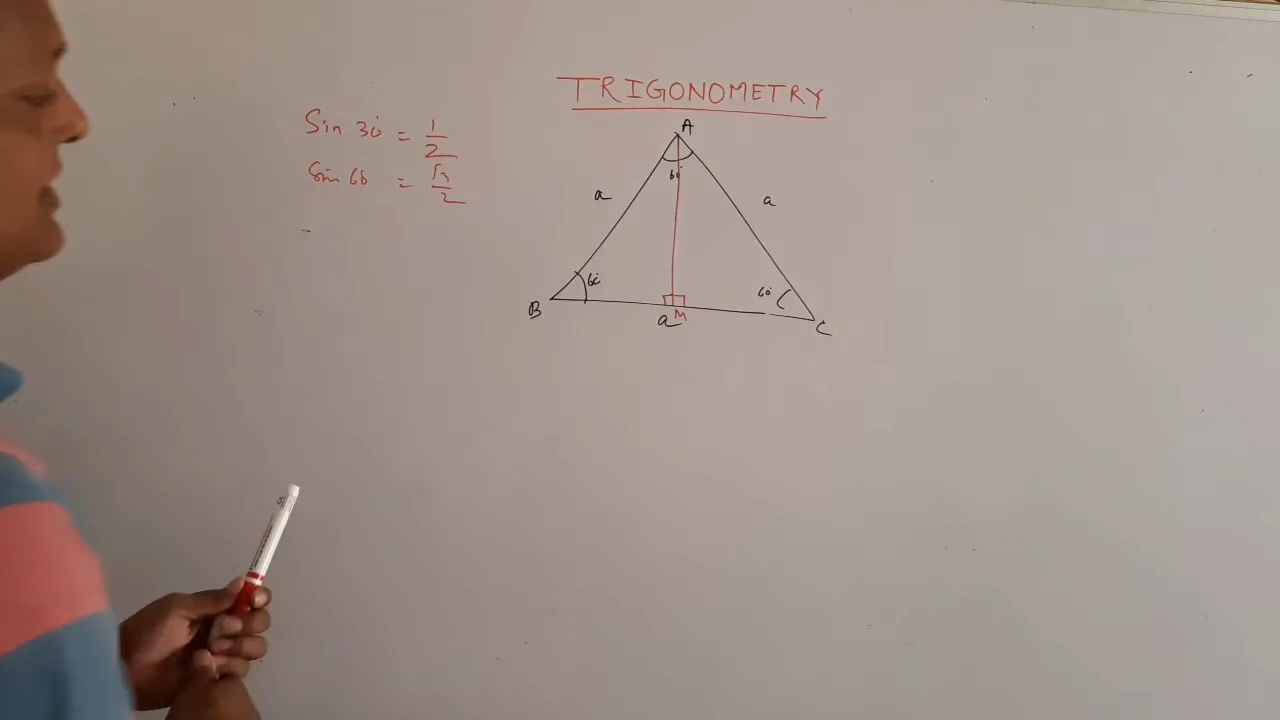 TRIGONOMETRY
Sin 30° = 1/2
Sin 60° = √3/2
A
60°
a
a
60°
60°
B
a
M
C